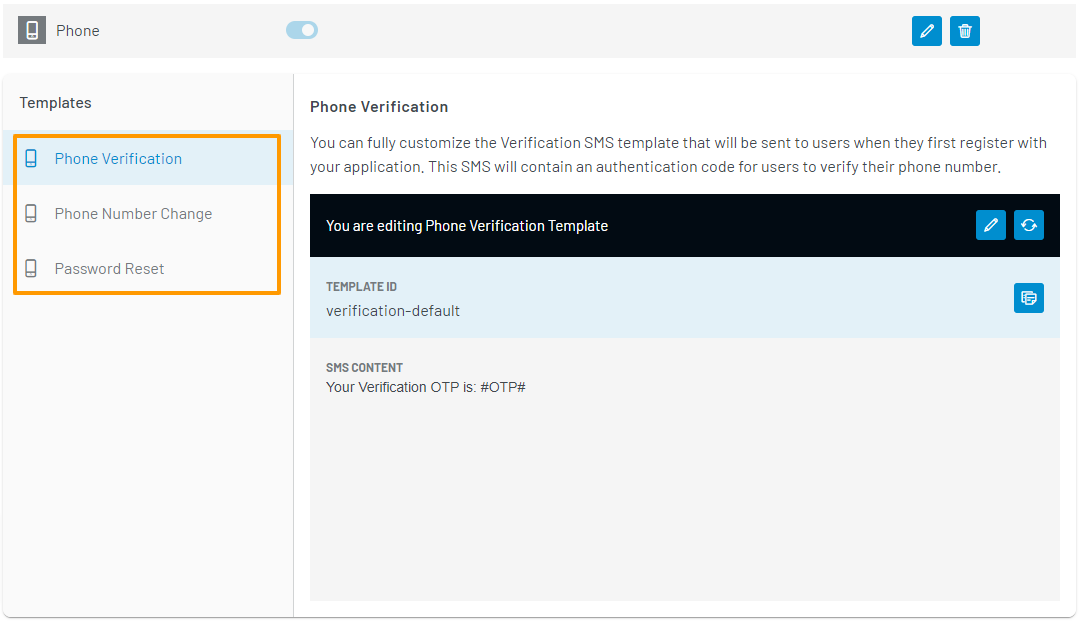 Phone
Templates
Phone Verification
Phone Number Change
Password Reset
Phone Verification
You can fully customize the Verification SMS template that will be sent to users when they first register with
your application. This SMS will contain an authentication code for users to verify their phone number.
You are editing Phone Verification Template
TEMPLATE ID
verification-default
SMS CONTENT
Your Verification OTP is: #OTP#